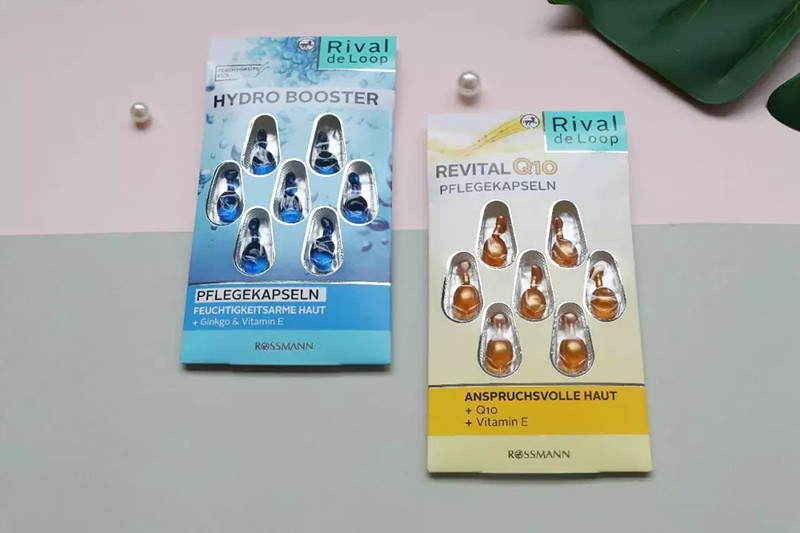 Rival
de Loop
FEUCHTIGKEITS
HYDRO BOOSTER
PFLEGEKAPSELN
FEUCHTIGKEITSARME HAUT
+ Ginkgo & Vitamin E
ROSSMANN
Rival
de Loop
REVITAL Q10
PFLEGEKAPSELN
ANSPRUCHSVOLLE HAUT
+ Q10
+ Vitamin E
ROSSMANN